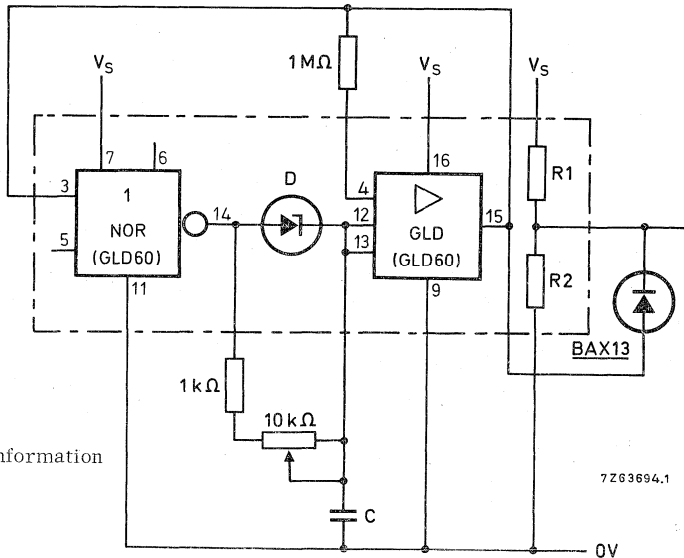 1MΩ
V_S
V_S
V_S
7
6
3
1
NOR
(GLD60)
5
11
14
D
4
12
13
16
GLD
(GLD60)
15
9
R1
R2
BAX13
1kΩ
10kΩ
nformation
C
7Z63694.1
0V